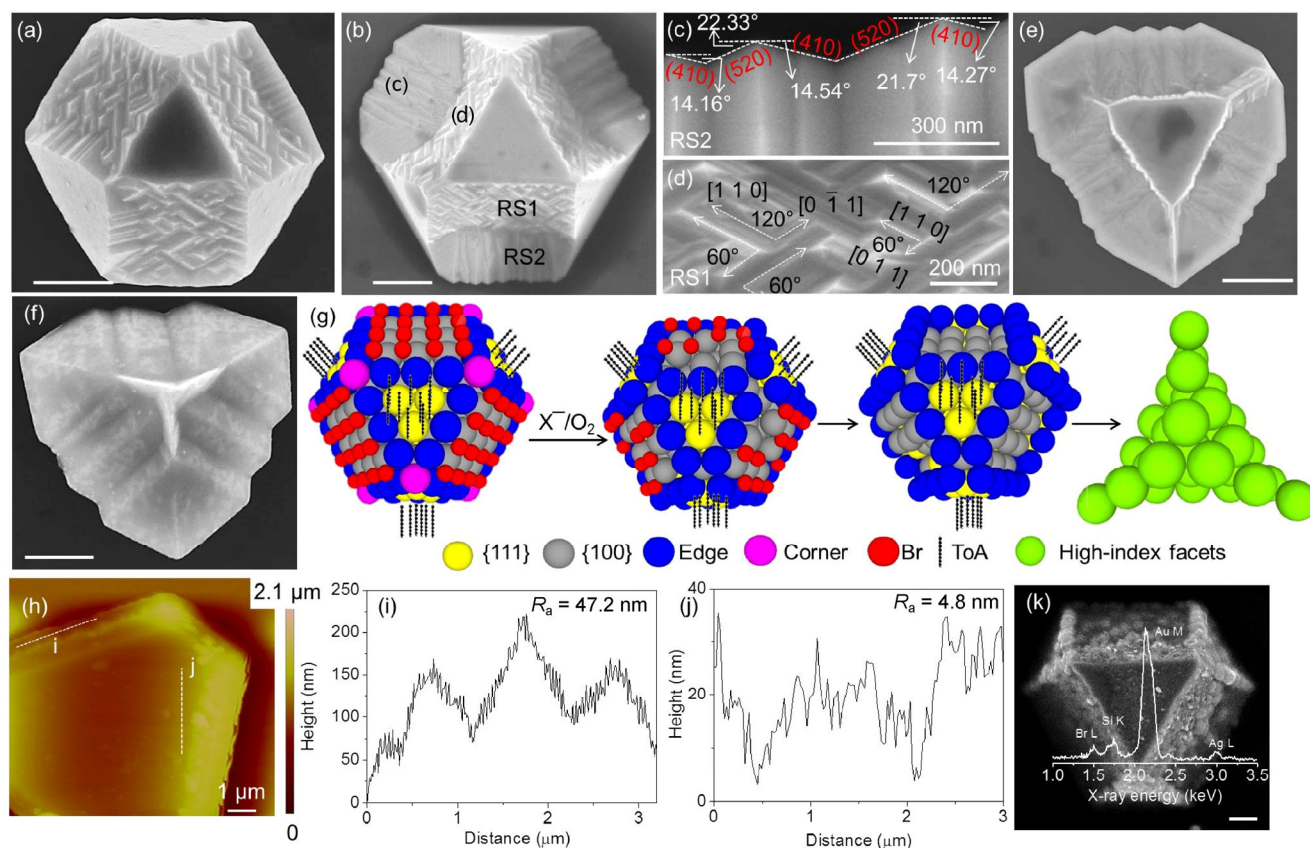 (a)
(b)
(c)
(d)
RS1
RS2
(c)
22.33°
(410)
(520)
(410)
(520)
(410)
14.16°
14.54°
21.7°
14.27°
RS2
300 nm
(d)
[1 1 0]
120°
[0 1̅ 1]
120°
[1 1 0]
60°
60°
[0 1 1]
60°
RS1
200 nm
(e)
(f)
(g)
X⁻/O₂
{111}
{100}
Edge
Corner
Br
ToA
High-index facets
(h)
2.1 μm
i
j
1 μm
0
(i)
Rₐ = 47.2 nm
250
200
150
100
50
0
Height (nm)
0
1
2
3
Distance (μm)
(j)
Rₐ = 4.8 nm
40
20
0
Height (nm)
0
1
2
3
Distance (μm)
(k)
Au M
Br L
Si K
Ag L
1.0
1.5
2.0
2.5
3.0
3.5
X-ray energy (keV)